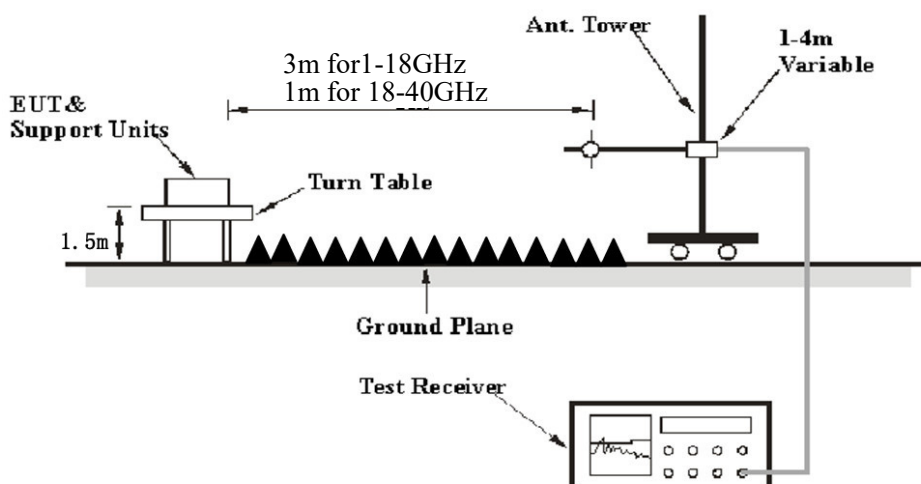 Ant. Tower
1-4m
Variable
3m for1-18GHz
1m for 18-40GHz
EUT&
Support Units
Turn Table
1.5m
Ground Plane
Test Receiver